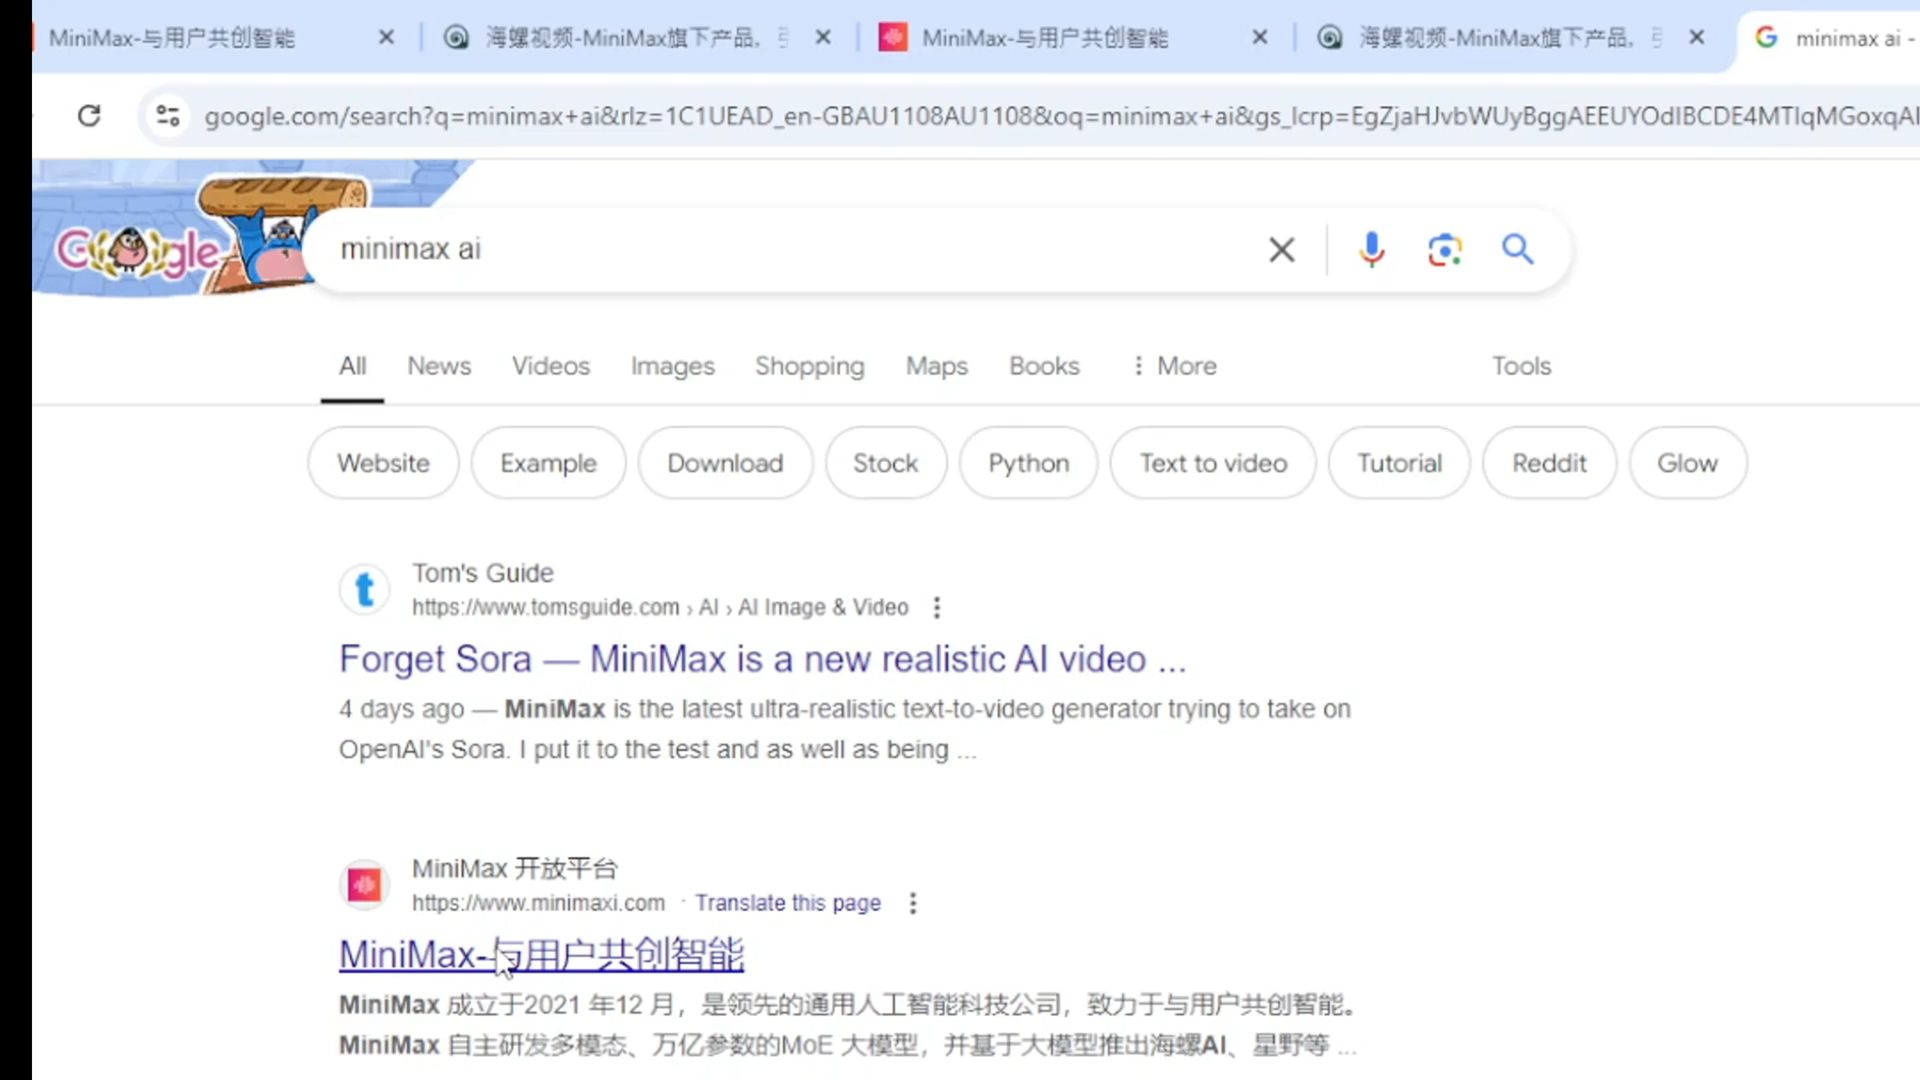 MiniMax-与用户共创智能
海螺视频-MiniMax旗下产品,
MiniMax-与用户共创智能
海螺视频-MiniMax旗下产品,
minimax ai -
google.com/search?q=minimax+ai&rlz=1C1UEAD_en-GBAU1108AU1108&oq=minimax+ai&gs_lcrp=EgZjaHJvbWUyBggAEEUYOdIBCDE4MTIqMGoxqAI
Google
minimax ai
All News Videos Images Shopping Maps Books More Tools
Website Example Download Stock Python Text to video Tutorial Reddit Glow
Tom's Guide
https://www.tomsguide.com › AI › AI Image & Video
Forget Sora — MiniMax is a new realistic AI video ...
4 days ago — MiniMax is the latest ultra-realistic text-to-video generator trying to take on
OpenAI's Sora. I put it to the test and as well as being ...
MiniMax 开放平台
https://www.minimaxi.com · Translate this page
MiniMax-与用户共创智能
MiniMax 成立于2021 年12 月，是领先的通用人工智能科技公司，致力于与用户共创智能。
MiniMax 自主研发多模态、万亿参数的MoE 大模型，并基于大模型推出海螺AI、星野等 ...